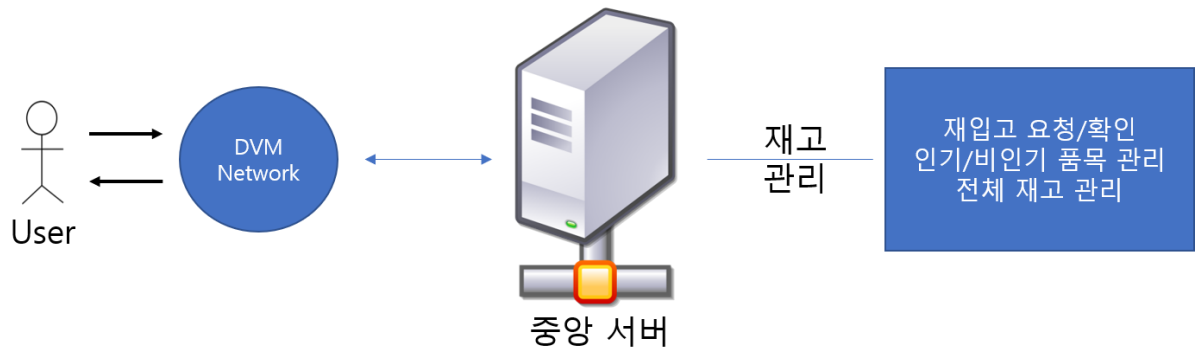 User
DVM
Network
중앙 서버
재고
관리
재입고 요청/확인
인기/비인기 품목 관리
전체 재고 관리